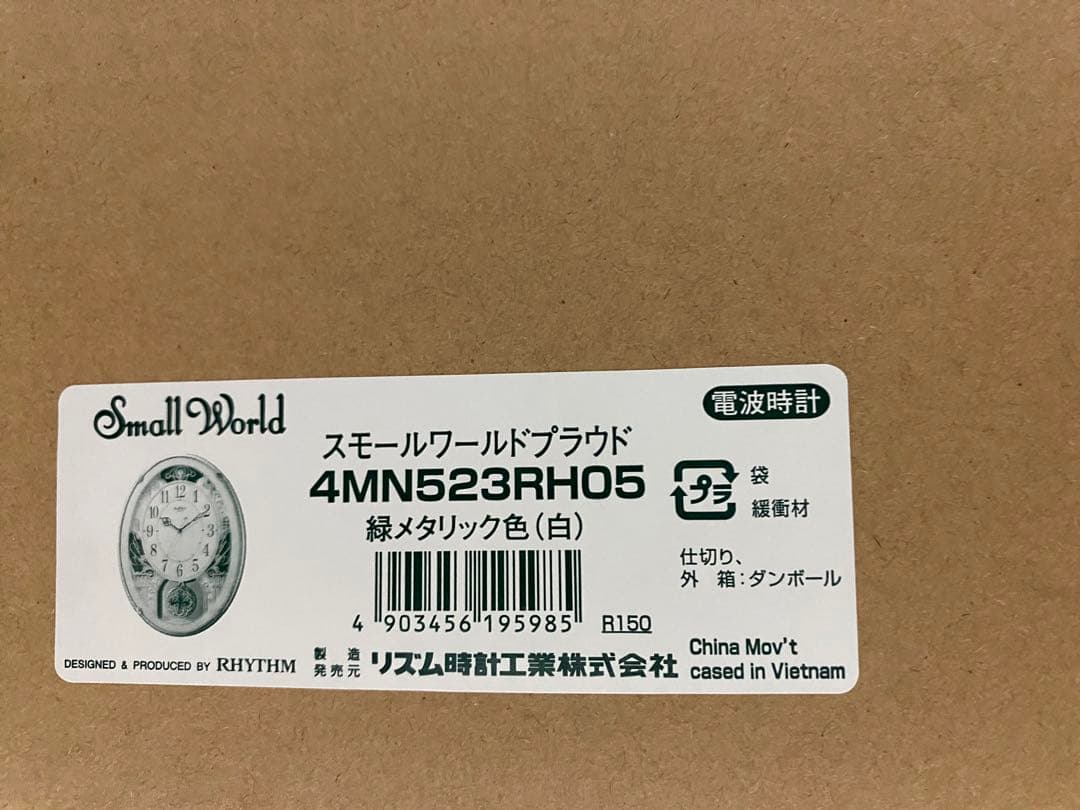 Small World
電波時計
スモールワールドプラウド
4MN523RH05
緑メタリック色(白)
プラ
袋
緩衝材
仕切り、
外 箱:ダンボール
4 903456 195985
R150
DESIGNED & PRODUCED BY RHYTHM
製 造
発売元
リズム時計工業株式会社
China Mov't
cased in Vietnam